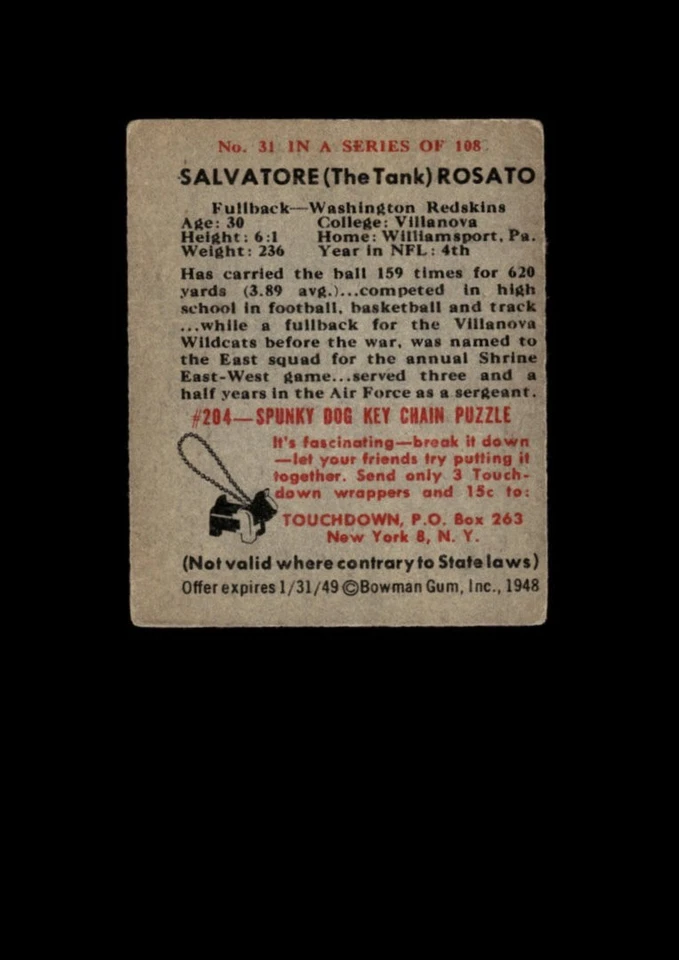 No. 31 IN A SERIES OF 108
SALVATORE (The Tank) ROSATO
Fullback—Washington Redskins
Age: 30 College: Villanova
Height: 6:1 Home: Williamsport, Pa.
Weight: 236 Year in NFL: 4th
Has carried the ball 159 times for 620
yards (3.89 avg.)...competed in high
school in football, basketball and track
...while a fullback for the Villanova
Wildcats before the war, was named to
the East squad for the annual Shrine
East-West game...served three and a
half years in the Air Force as a sergeant.
#204—SPUNKY DOG KEY CHAIN PUZZLE
It's fascinating—break it down
—let your friends try putting it
together. Send only 3 Touch-
down wrappers and 15c to:
TOUCHDOWN, P.O. Box 263
New York 8, N. Y.
(Not valid where contrary to State laws)
Offer expires 1/31/49 ©Bowman Gum, Inc., 1948